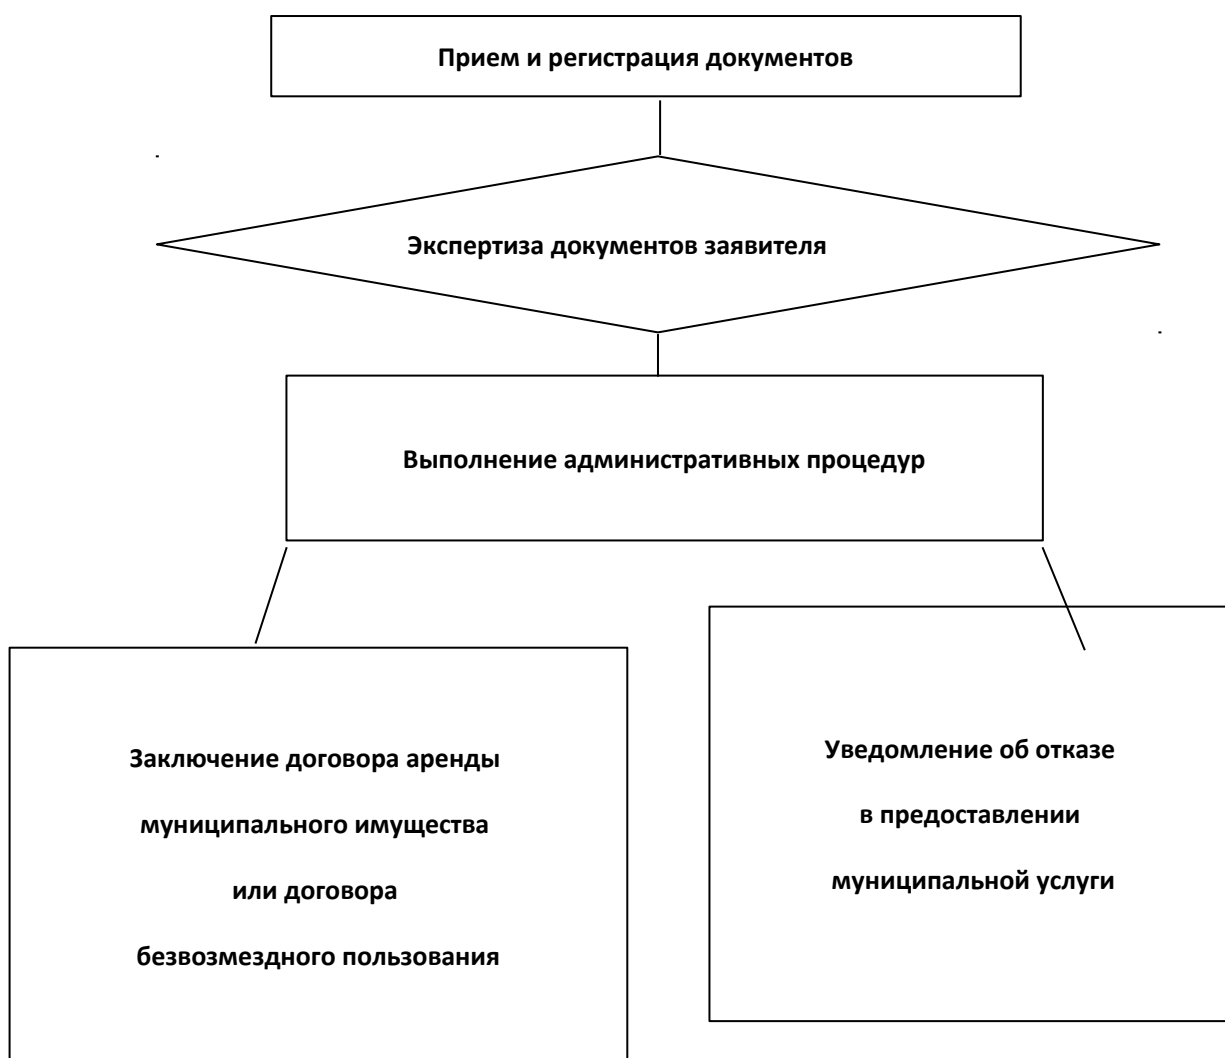 Прием и регистрация документов
Экспертиза документов заявителя
Выполнение административных процедур
Заключение договора аренды
муниципального имущества
или договора
безвозмездного пользования
Уведомление об отказе
в предоставлении
муниципальной услуги